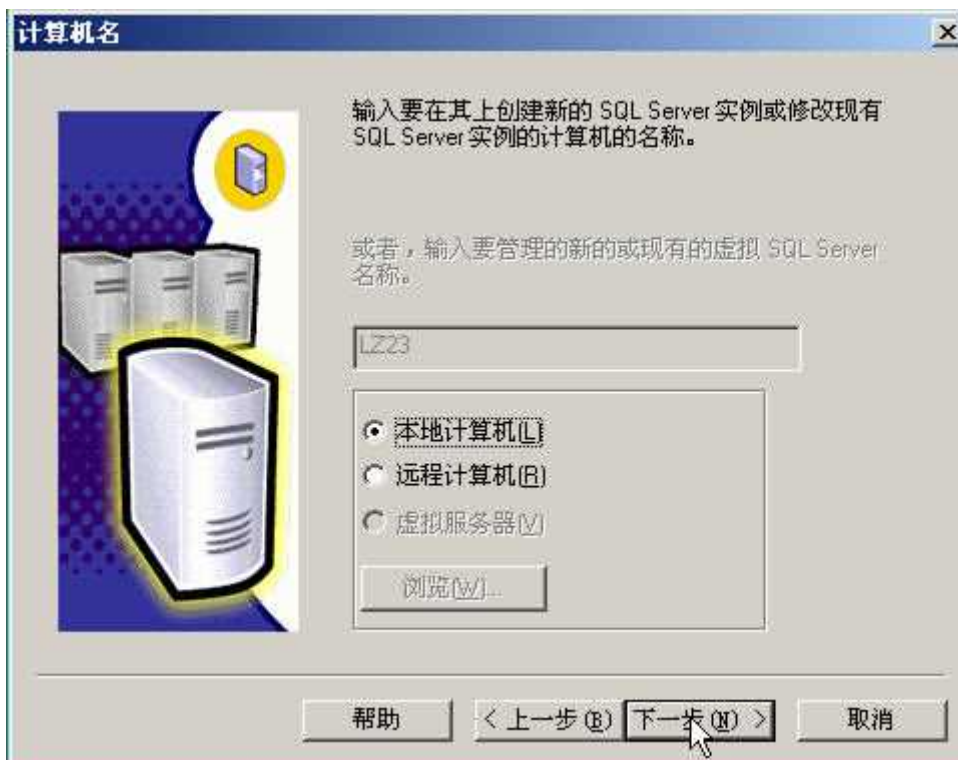 计算机名
输入要在其上创建新的 SQL Server 实例或修改现有
SQL Server 实例的计算机的名称。
或者，输入要管理的新的或现有的虚拟 SQL Server
名称。
LZ23
本地计算机(L)
远程计算机(R)
虚拟服务器(V)
浏览(W)...
帮助
< 上一步(B)
下一步(N) >
取消